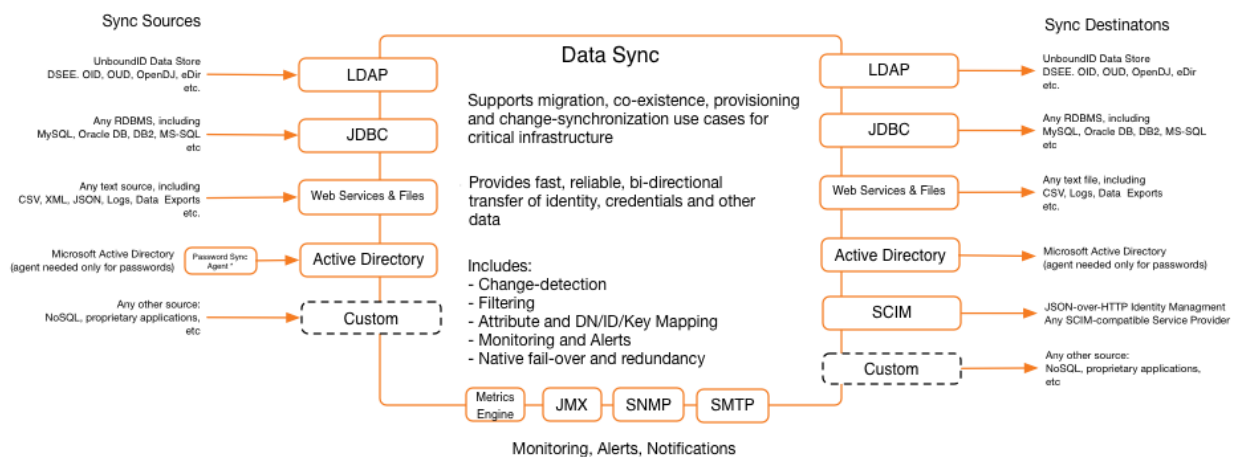 Sync Sources
UnboundID Data Store
DSEE. OID, OUD, OpenDJ, eDir
etc.
Any RDBMS, including
MySQL, Oracle DB, DB2, MS-SQL
etc
Any text source, including
CSV, XML, JSON, Logs, Data Exports
etc.
Microsoft Active Directory
(agent needed only for passwords)
Password Sync
Agent *
Any other source:
NoSQL, proprietary applications,
etc
LDAP
JDBC
Web Services & Files
Active Directory
Custom
Data Sync
Supports migration, co-existence, provisioning
and change-synchronization use cases for
critical infrastructure
Provides fast, reliable, bi-directional
transfer of identity, credentials and other
data
Includes:
- Change-detection
- Filtering
- Attribute and DN/ID/Key Mapping
- Monitoring and Alerts
- Native fail-over and redundancy
Metrics
Engine
JMX
SNMP
SMTP
Monitoring, Alerts, Notifications
LDAP
JDBC
Web Services & Files
Active Directory
SCIM
Custom
Sync Destinatons
UnboundID Data Store
DSEE. OID, OUD, OpenDJ, eDir
etc.
Any RDBMS, including
MySQL, Oracle DB, DB2, MS-SQL
etc
Any text file, including
CSV, Logs, Data Exports
etc.
Microsoft Active Directory
(agent needed only for passwords)
JSON-over-HTTP Identity Managment
Any SCIM-compatible Service Provider
Any other source:
NoSQL, proprietary applications,
etc